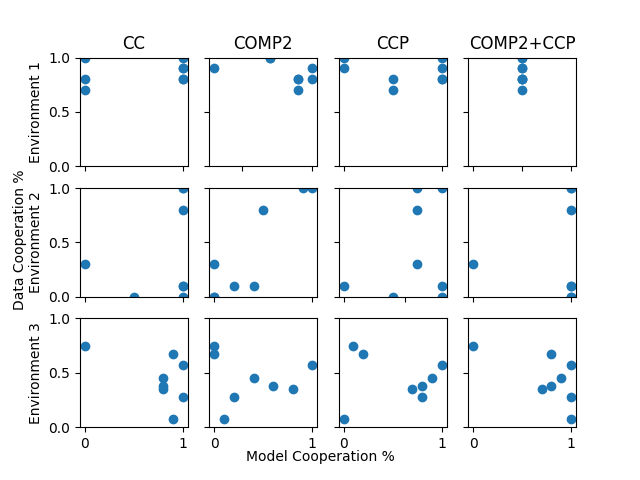 CC COMP2 CCP COMP2+CCP
Data Cooperation %
Environment 1
1.0
0.5
0.0
Environment 2
1.0
0.5
0.0
Environment 3
1.0
0.5
0.0
0 1 0 1 0 1 0 1
Model Cooperation %